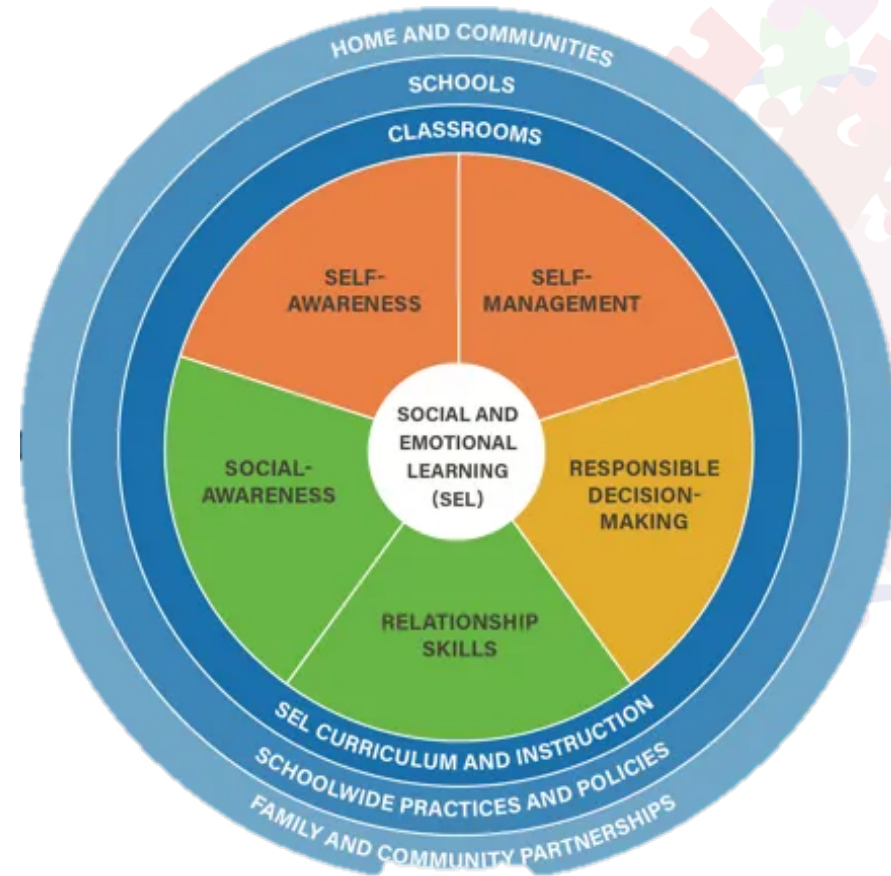 HOME AND COMMUNITIES
SCHOOLS
CLASSROOMS
SELF-
AWARENESS
SELF-
MANAGEMENT
SOCIAL AND
EMOTIONAL
LEARNING
(SEL)
SOCIAL-
AWARENESS
RESPONSIBLE
DECISION-
MAKING
RELATIONSHIP
SKILLS
SEL CURRICULUM AND INSTRUCTION
SCHOOLWIDE PRACTICES AND POLICIES
FAMILY AND COMMUNITY PARTNERSHIPS